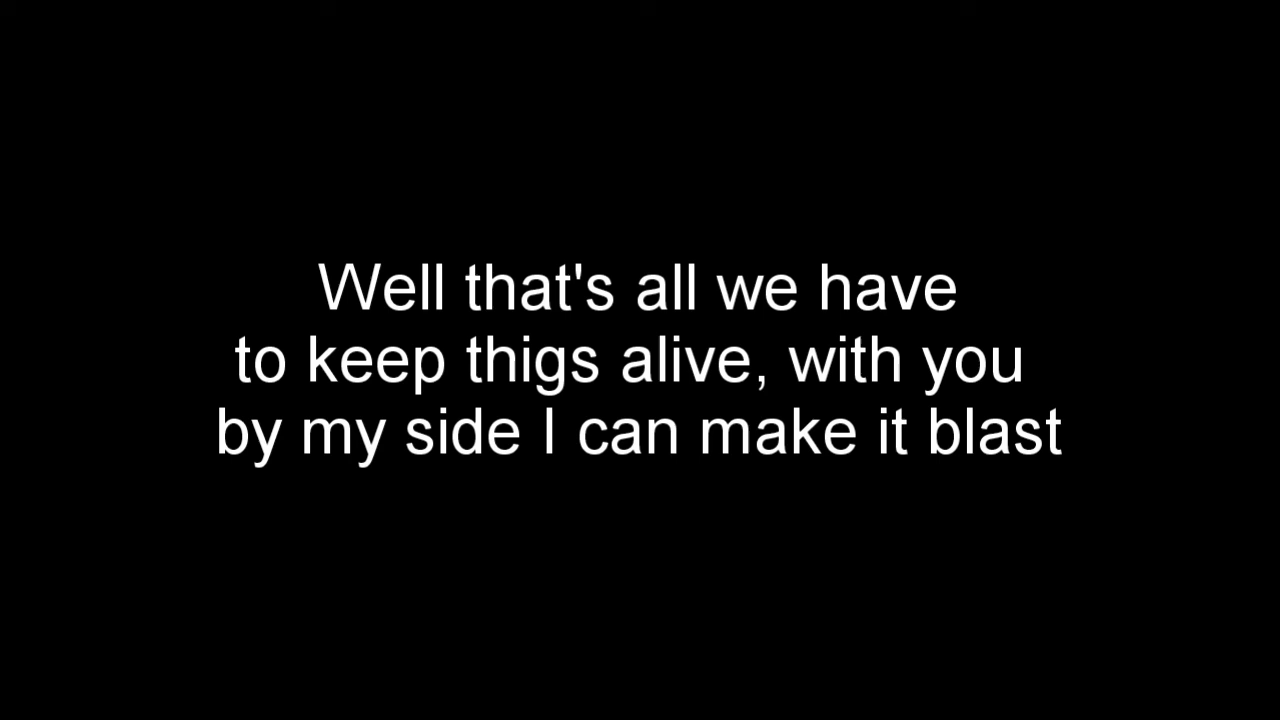 Well that's all we have
to keep thigs alive, with you
by my side I can make it blast